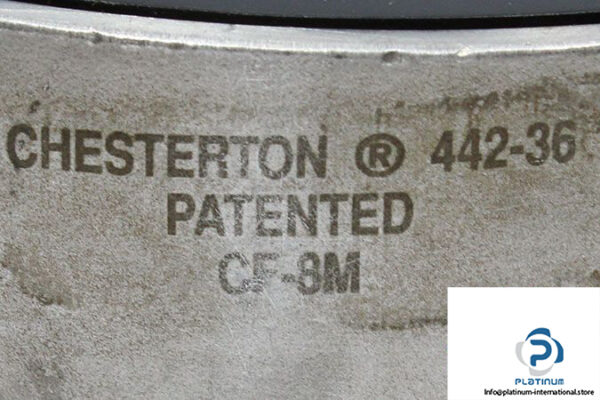 CHESTERTON ® 442-36
PATENTED
CF-8M
PLATINUM
Info@platinum-international.store